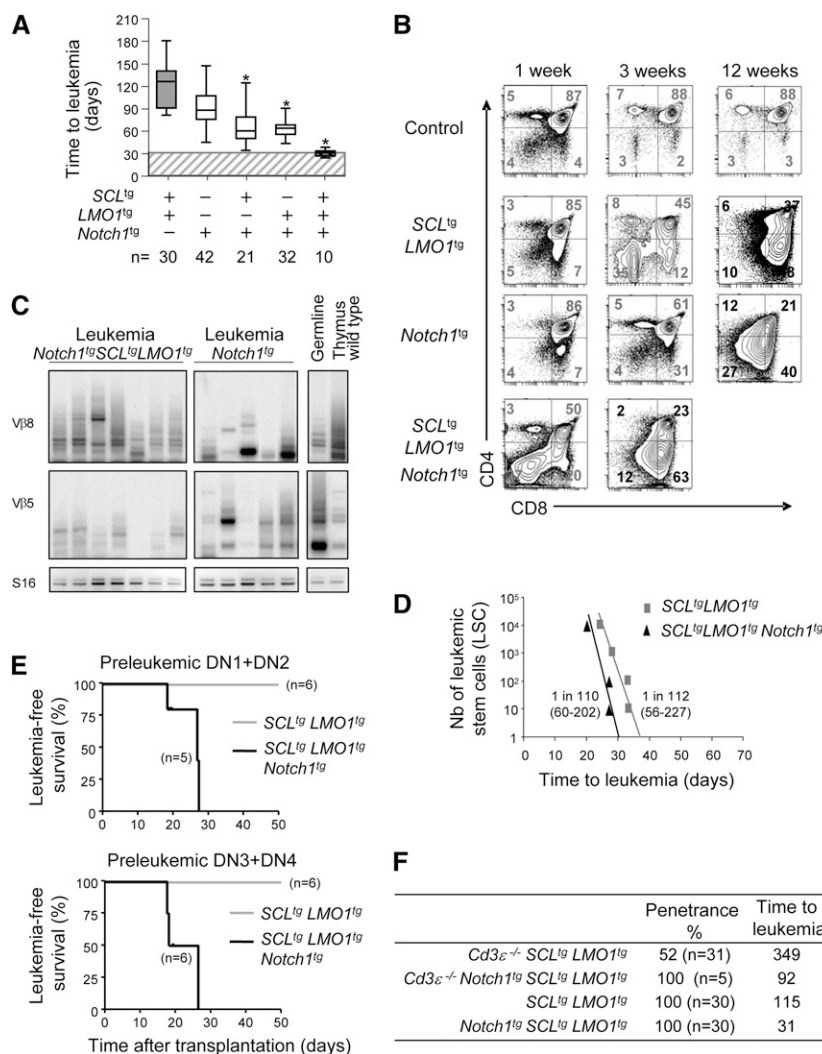 A
Time to leukemia
(days)
210
180
150
120
90
60
30
0
*
*
*
SCLtg + − + − +
LMO1tg + − − + +
Notch1tg − + + + +
n= 30 42 21 32 10
B
1 week 3 weeks 12 weeks
Control
5 87
4 4
7 88
3 2
6 88
3 3
SCLtg
LMO1tg
3 85
5 7
8 45
35 12
6 37
10
Notch1tg
3 86
4 6
5 61
4 31
12 21
27 40
SCLtg
LMO1tg
Notch1tg
3 50
2 23
12 63
CD4
CD8
C
Leukemia
Notch1tgSCLtgLMO1tg
Leukemia
Notch1tg
Germline
Thymus
wild type
Vβ8
Vβ5
S16
D
Nb of leukemic
stem cells (LSC)
10⁵
10⁴
10³
10²
10
1
SCLtgLMO1tg
SCLtgLMO1tg Notch1tg
1 in 110
(60-202)
1 in 112
(56-227)
0 10 20 30 40 50 60 70
Time to leukemia (days)
E
Preleukemic DN1+DN2
Leukemia-free
survival (%)
100
75
50
25
0
(n=6)
SCLtg LMO1tg
SCLtg LMO1tg
Notch1tg
(n=5)
0 10 20 30 40 50
Preleukemic DN3+DN4
Leukemia-free
survival (%)
100
75
50
25
0
(n=6)
SCLtg LMO1tg
SCLtg LMO1tg
Notch1tg
(n=6)
0 10 20 30 40 50
Time after transplantation (days)
F
Penetrance
%
Time to
leukemia
Cd3ε-/- SCLtg LMO1tg 52 (n=31) 349
Cd3ε-/- Notch1tg SCLtg LMO1tg 100 (n=5) 92
SCLtg LMO1tg 100 (n=30) 115
Notch1tg SCLtg LMO1tg 100 (n=30) 31